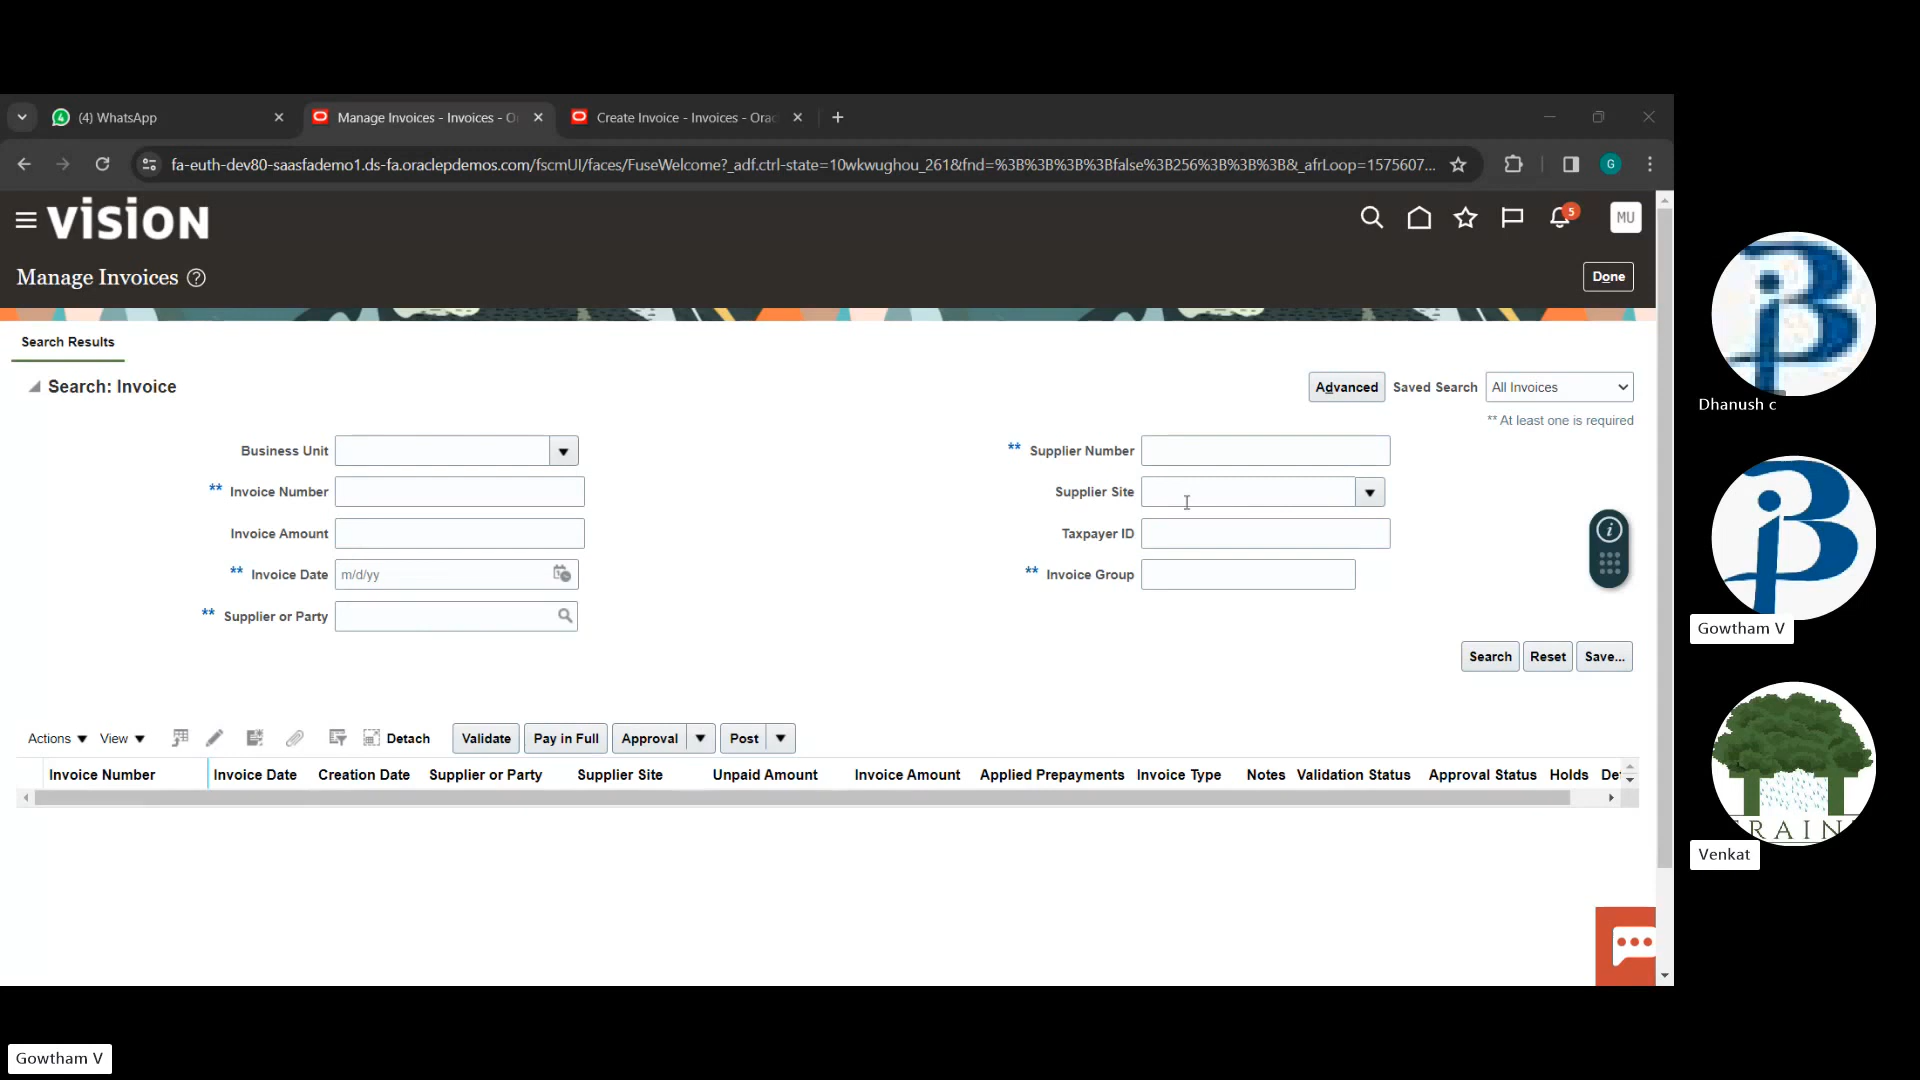 (4) WhatsApp
Manage Invoices - Invoices - O
Create Invoice - Invoices - Orac
fa-euth-dev80-saasfademo1.ds-fa.oraclepdemos.com/fscmUI/faces/FuseWelcome?_adf.ctrl-state=10wkwughou_261&fnd=%3B%3B%3B%3Bfalse%3B256%3B%3B%3B&_afrLoop=1575607...
G
vision
5
MU
Manage Invoices
Done
Search Results
Search: Invoice
Advanced Saved Search All Invoices
** At least one is required
Business Unit
** Supplier Number
** Invoice Number
Supplier Site
Invoice Amount
Taxpayer ID
** Invoice Date m/d/yy
** Invoice Group
** Supplier or Party
Search Reset Save...
Actions View Detach Validate Pay in Full Approval Post
Invoice Number Invoice Date Creation Date Supplier or Party Supplier Site Unpaid Amount Invoice Amount Applied Prepayments Invoice Type Notes Validation Status Approval Status Holds De
Dhanush c
Gowtham V
RAIN
Venkat
Gowtham V